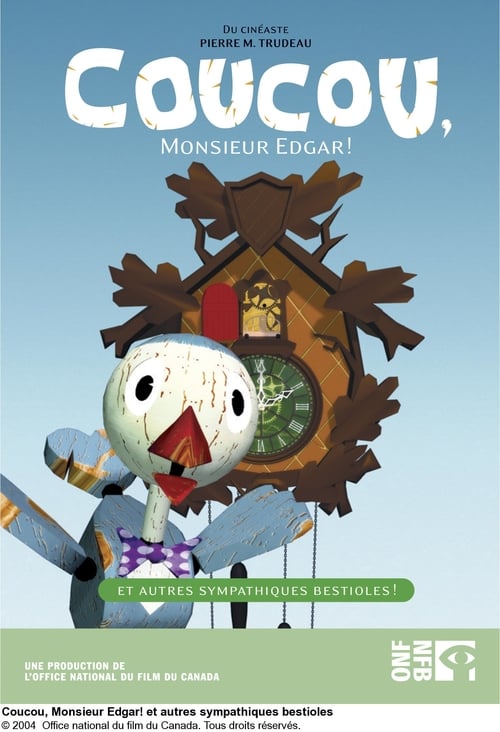 Du cinéaste
Pierre M. Trudeau
Coucou,
Monsieur Edgar!
et autres sympathiques bestioles!
Une production de
l'Office national du film du Canada
ONF
NFB
Coucou, Monsieur Edgar! et autres sympathiques bestioles
© 2004 Office national du film du Canada. Tous droits réservés.